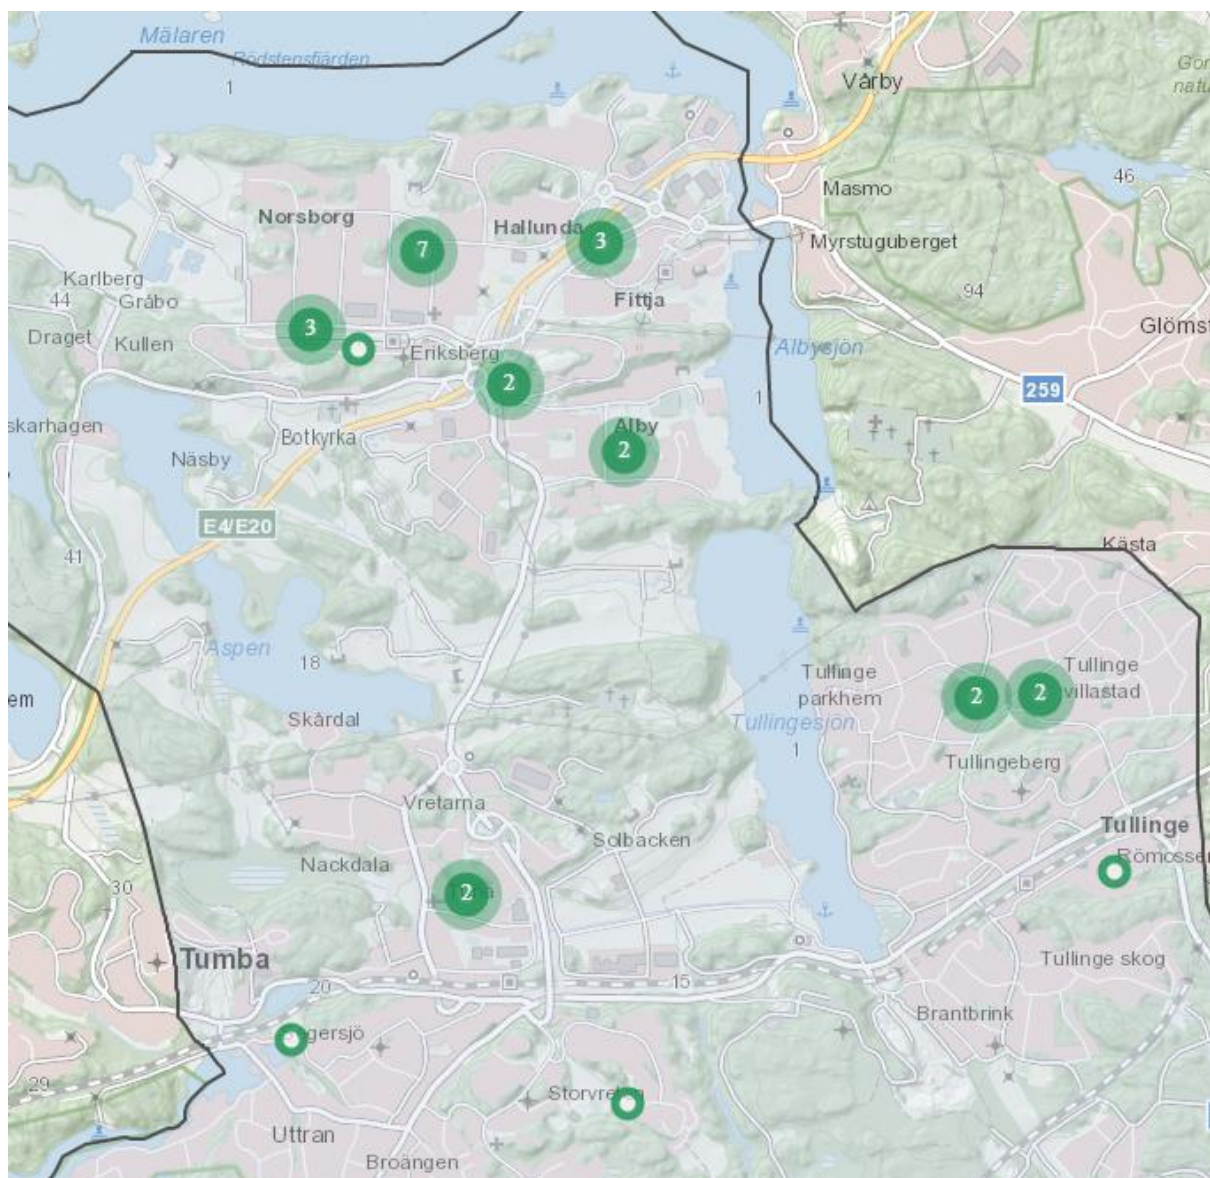 Mälaren
Rödstensfjärden
1
Vårby
46
Masmo
Norsborg
7
Hallunda
3
Myrstuguberget
Karlberg
44
Gråbo
Fittja
94
Draget
Kullen
3
Eriksberg
Albysjön
259
2
1
skarhagen
Botkyrka
Alby
2
Näsby
E4/E20
41
Kästa
Aspen
18
Tullinge
parkhem
Tullinge
villastad
2
2
em
Skårdal
Tullingesjön
1
Tullingeberg
Vretarna
Solbacken
Tullinge
Nackdala
30
2
Tumba
Tullinge skog
20
15
Brantbrink
gersjö
29
Uttran
Broängen